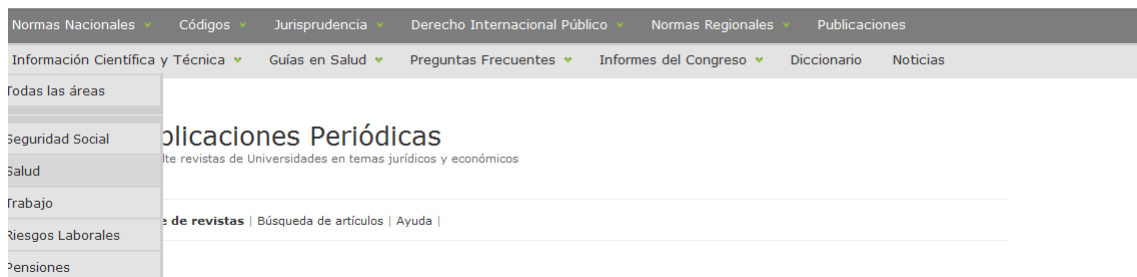 Normas Nacionales Códigos Jurisprudencia Derecho Internacional Público Normas Regionales Publicaciones
Información Científica y Técnica Guías en Salud Preguntas Frecuentes Informes del Congreso Diccionario Noticias
Todas las áreas
Seguridad Social
blicaciones Periódicas
lte revistas de Universidades en temas jurídicos y económicos
Salud
Trabajo
e de revistas | Búsqueda de artículos | Ayuda |
Riesgos Laborales
Pensiones